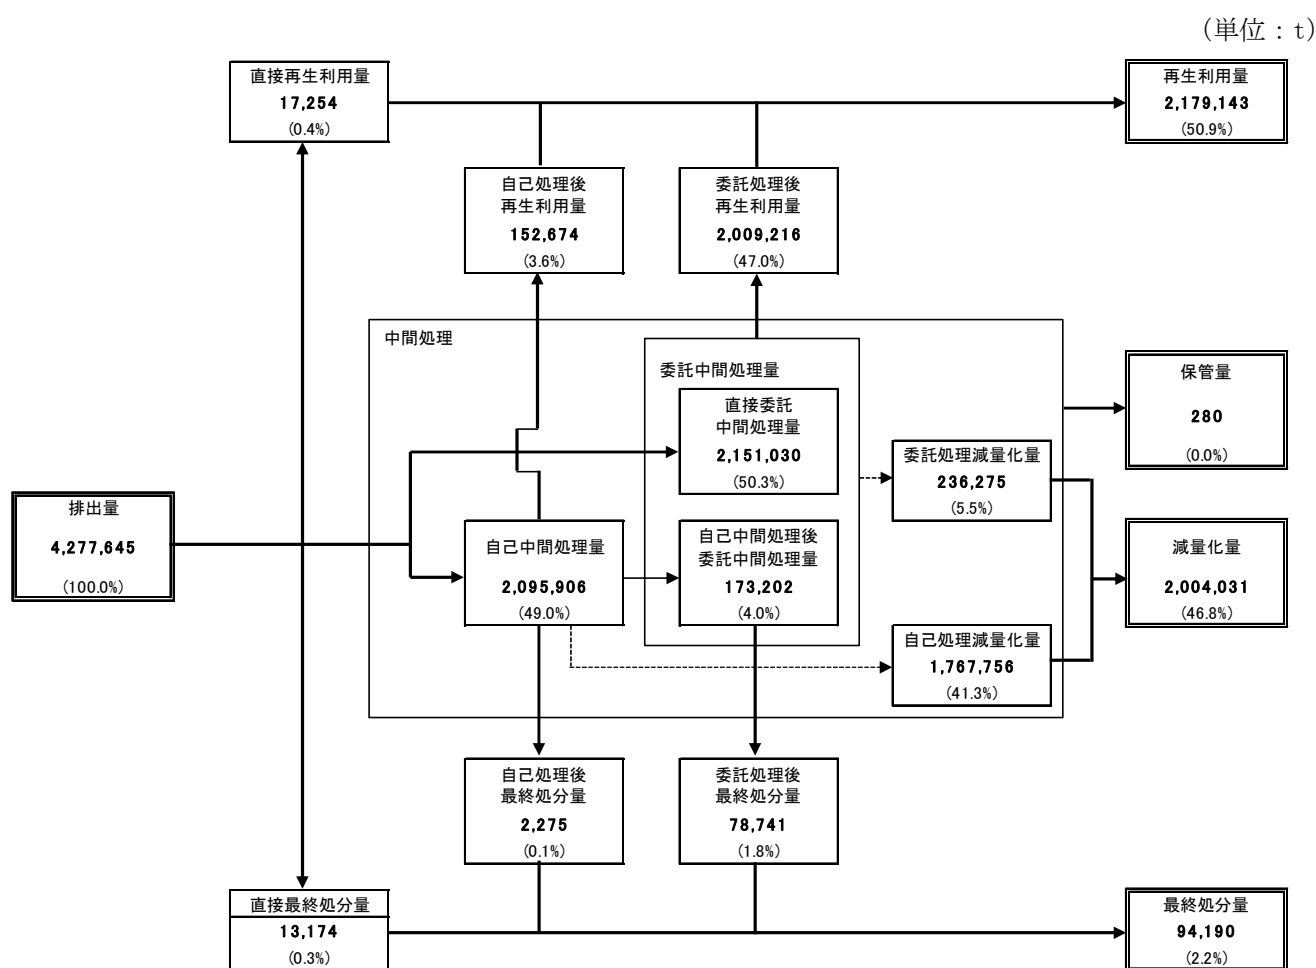 （単位：t）
直接再生利用量
17,254
(0.4%)
再生利用量
2,179,143
(50.9%)
自己処理後
再生利用量
152,674
(3.6%)
委託処理後
再生利用量
2,009,216
(47.0%)
中間処理
委託中間処理量
直接委託
中間処理量
2,151,030
(50.3%)
保管量
280
(0.0%)
委託処理減量化量
236,275
(5.5%)
排出量
4,277,645
(100.0%)
自己中間処理量
2,095,906
(49.0%)
自己中間処理後
委託中間処理量
173,202
(4.0%)
減量化量
2,004,031
(46.8%)
自己処理減量化量
1,767,756
(41.3%)
自己処理後
最終処分量
2,275
(0.1%)
委託処理後
最終処分量
78,741
(1.8%)
直接最終処分量
13,174
(0.3%)
最終処分量
94,190
(2.2%)